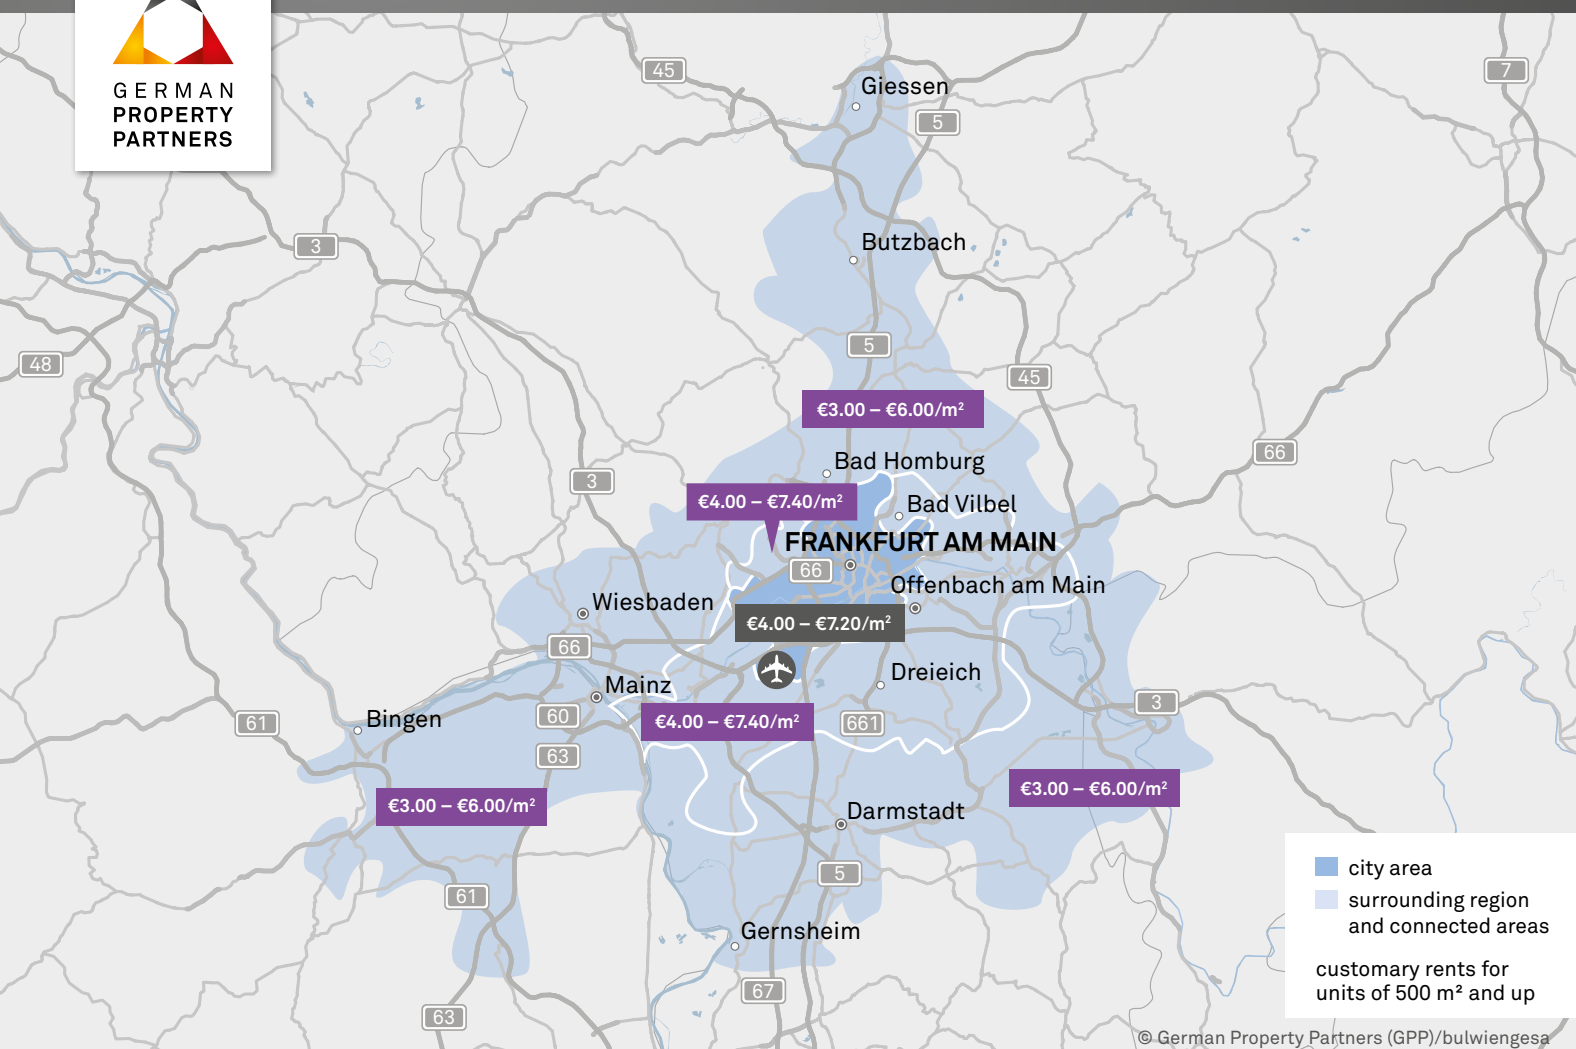 GERMAN
PROPERTY
PARTNERS
45
7
Giessen
5
3
Butzbach
5
48
45
€3.00 – €6.00/m²
66
Bad Homburg
3
€4.00 – €7.40/m²
Bad Vilbel
FRANKFURT AM MAIN
66
Offenbach am Main
Wiesbaden
€4.00 – €7.20/m²
66
Dreieich
Mainz
3
61
Bingen
60
€4.00 – €7.40/m²
661
63
€3.00 – €6.00/m²
€3.00 – €6.00/m²
Darmstadt
5
61
Gernsheim
67
63
city area
surrounding region
and connected areas
customary rents for
units of 500 m² and up
© German Property Partners (GPP)/bulwiengesa